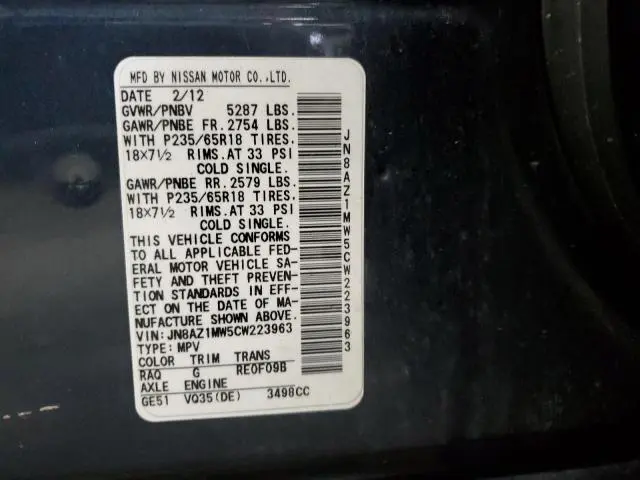 MFD BY NISSAN MOTOR CO.,LTD.
DATE 2/12
GVWR/PNBV 5287 LBS.
GAWR/PNBE FR. 2754 LBS.
WITH P235/65R18 TIRES.
18X7½ RIMS. AT 33 PSI
COLD SINGLE.
GAWR/PNBE RR. 2579 LBS.
WITH P235/65R18 TIRES.
18X7½ RIMS. AT 33 PSI
COLD SINGLE.
THIS VEHICLE CONFORMS
TO ALL APPLICABLE FED-
ERAL MOTOR VEHICLE SA-
FETY AND THEFT PREVEN-
TION STANDARDS IN EFF-
ECT ON THE DATE OF MA-
NUFACTURE SHOWN ABOVE.
VIN: JN8AZ1MW5CW223963
TYPE: MPV
COLOR TRIM TRANS
RAQ G RE0F09B
AXLE ENGINE
GE51 VQ35(DE) 3498CC
JN8AZ1MW5CW223963